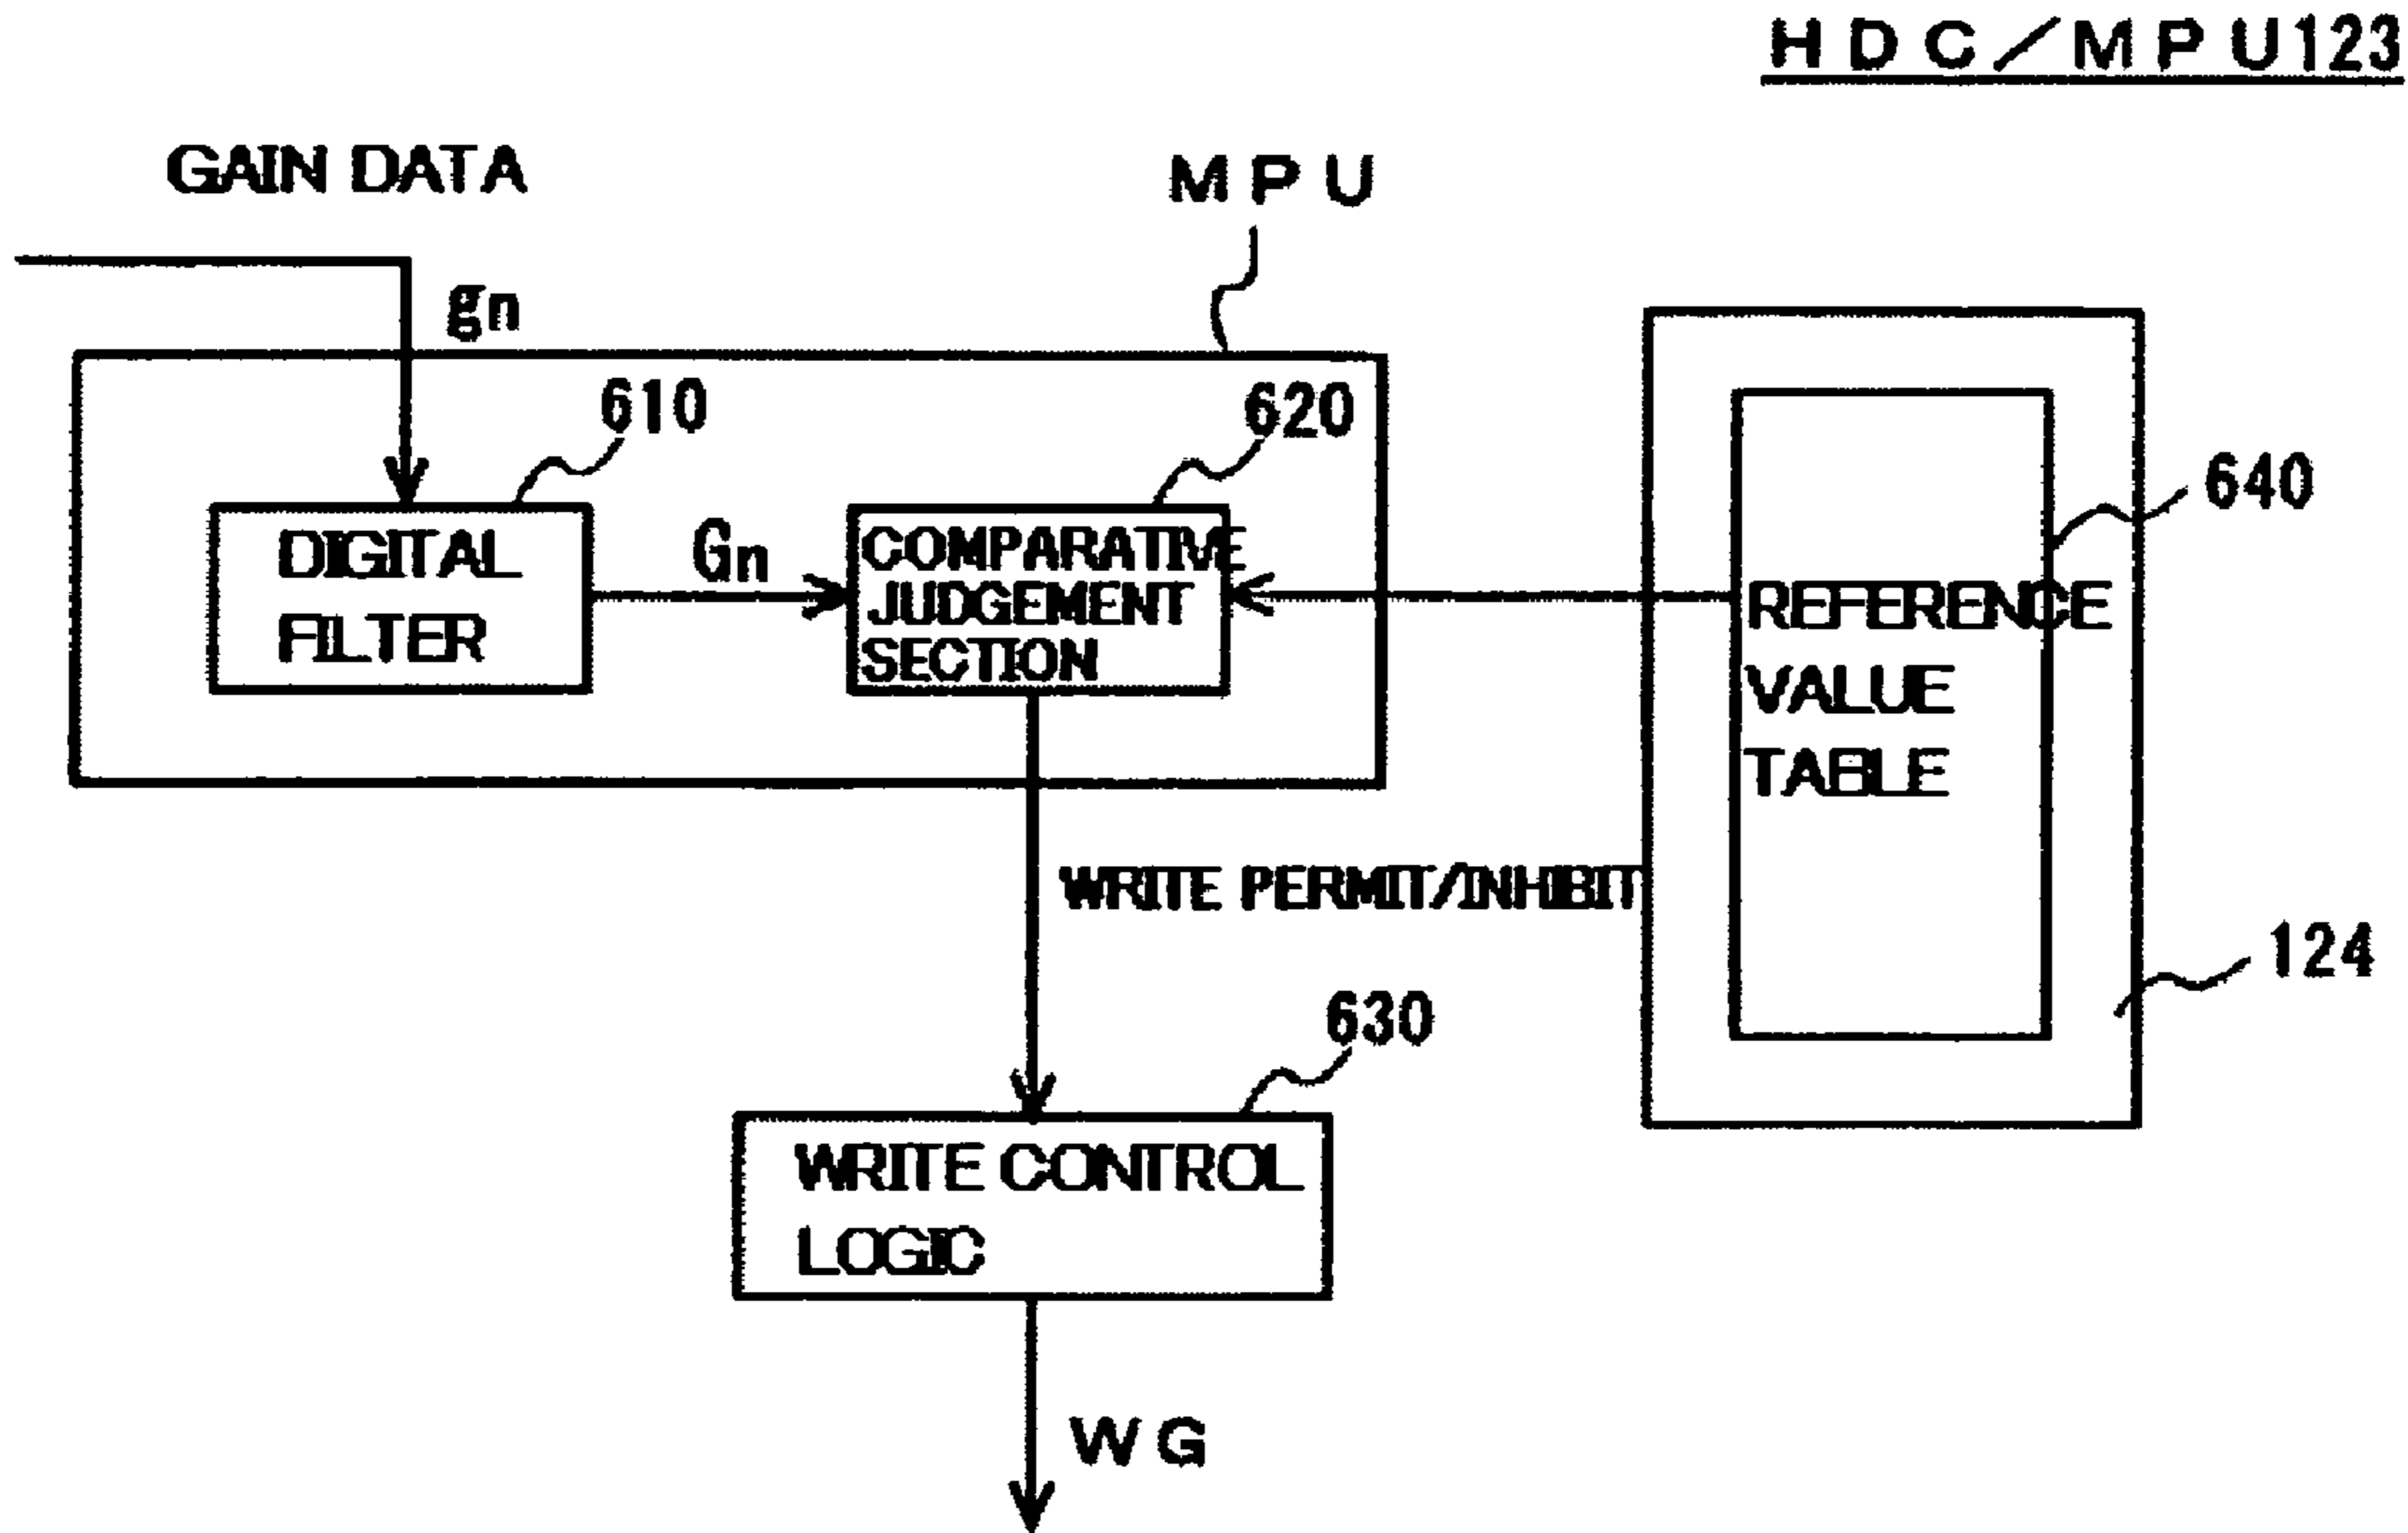 HDC/MPU123
GAIN DATA
MPU
gn
610
620
640
DIGITAL
FILTER
Gn
COMPARATIVE
JUDGEMENT
SECTION
REFERENCE
VALUE
TABLE
WRITE PERMIT/INHIBIT
124
630
WRITE CONTROL
LOGIC
WG